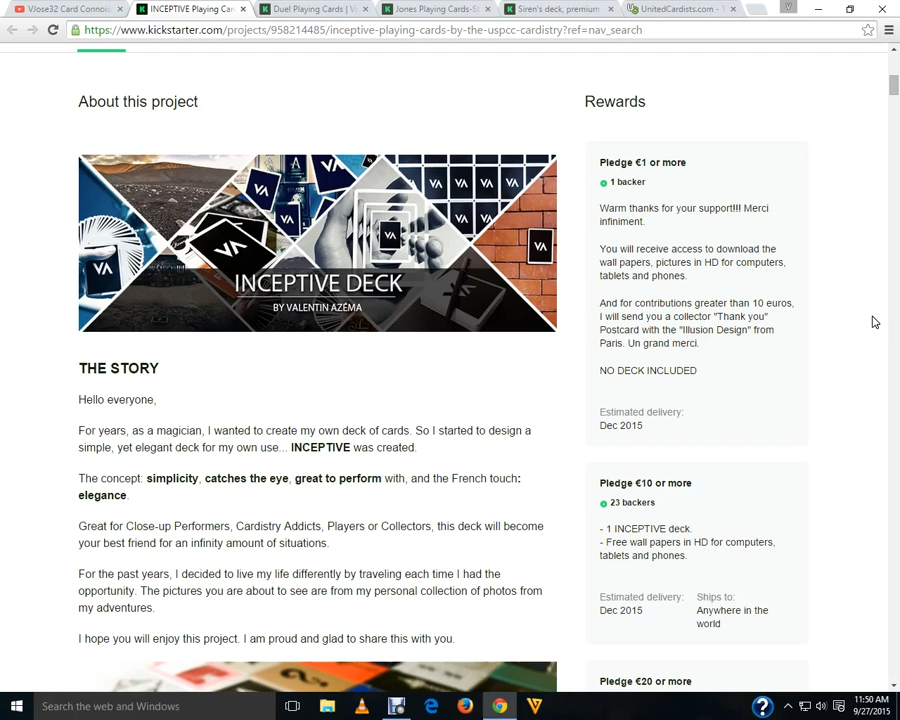 VJose32 Card Connois
INCEPTIVE Playing Car
Duel Playing Cards | V
Jones Playing Cards-S
Siren's deck, premium
UnitedCardists.com -
https://www.kickstarter.com/projects/958214485/inceptive-playing-cards-by-the-uspcc-cardistry?ref=nav_search
About this project
Rewards
VA
INCEPTIVE DECK
BY VALENTIN AZÉMA
THE STORY
Hello everyone,
For years, as a magician, I wanted to create my own deck of cards. So I started to design a
simple, yet elegant deck for my own use... INCEPTIVE was created.
The concept: simplicity, catches the eye, great to perform with, and the French touch:
elegance.
Great for Close-up Performers, Cardistry Addicts, Players or Collectors, this deck will become
your best friend for an infinity amount of situations.
For the past years, I decided to live my life differently by traveling each time I had the
opportunity. The pictures you are about to see are from my personal collection of photos from
my adventures.
I hope you will enjoy this project. I am proud and glad to share this with you.
Pledge €1 or more
1 backer
Warm thanks for your support!!! Merci
infiniment.
You will receive access to download the
wall papers, pictures in HD for computers,
tablets and phones.
And for contributions greater than 10 euros,
I will send you a collector "Thank you"
Postcard with the "Illusion Design" from
Paris. Un grand merci.
NO DECK INCLUDED
Estimated delivery:
Dec 2015
Pledge €10 or more
23 backers
- 1 INCEPTIVE deck.
- Free wall papers in HD for computers,
tablets and phones.
Estimated delivery: Ships to:
Dec 2015 Anywhere in the
world
Pledge €20 or more
Search the web and Windows
11:50 AM
9/27/2015